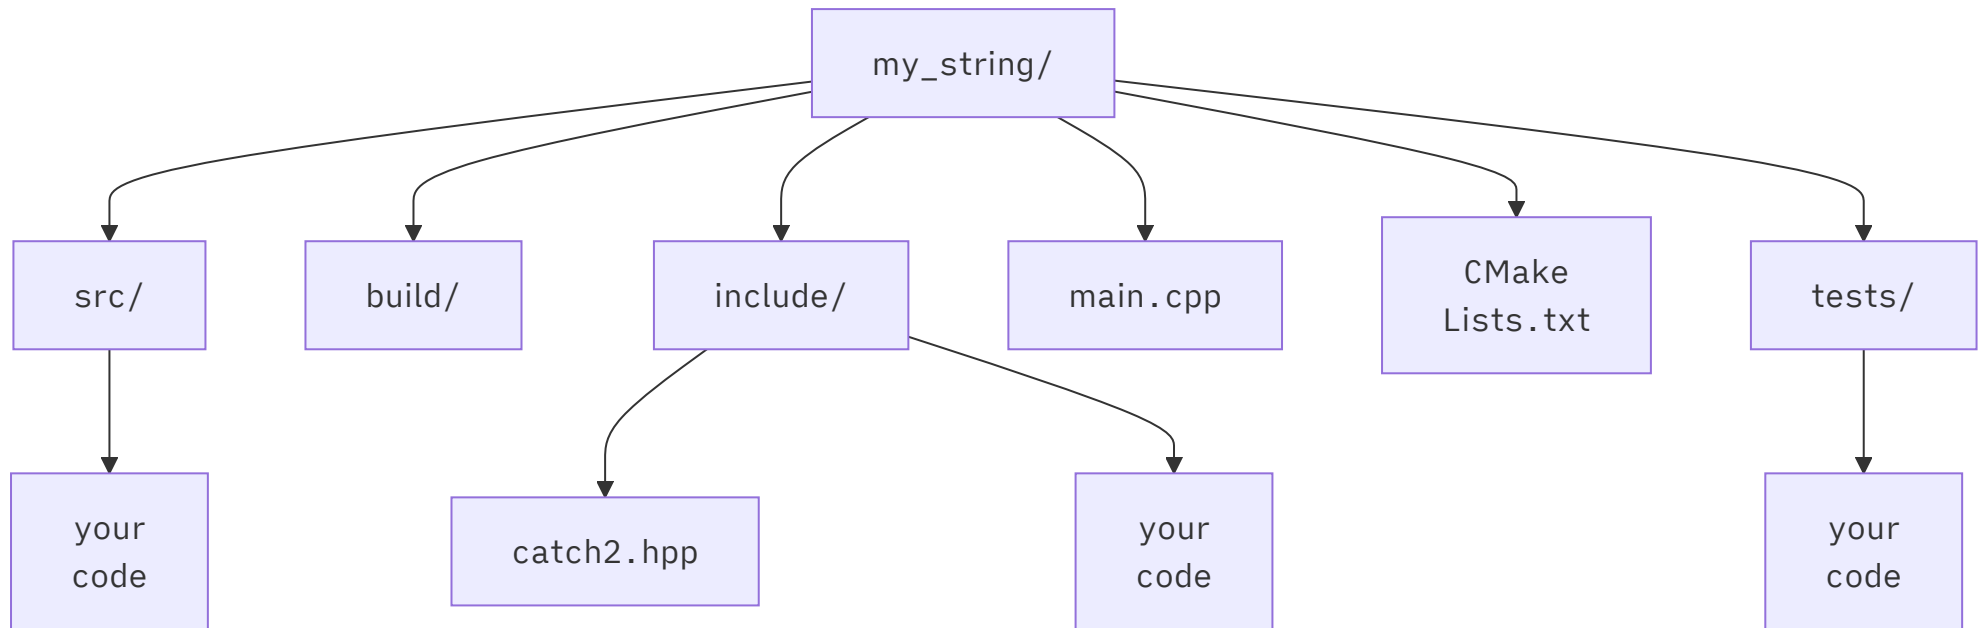 my_string/
src/
build/
include/
main.cpp
CMake
Lists.txt
tests/
your
code
catch2.hpp
your
code
your
code